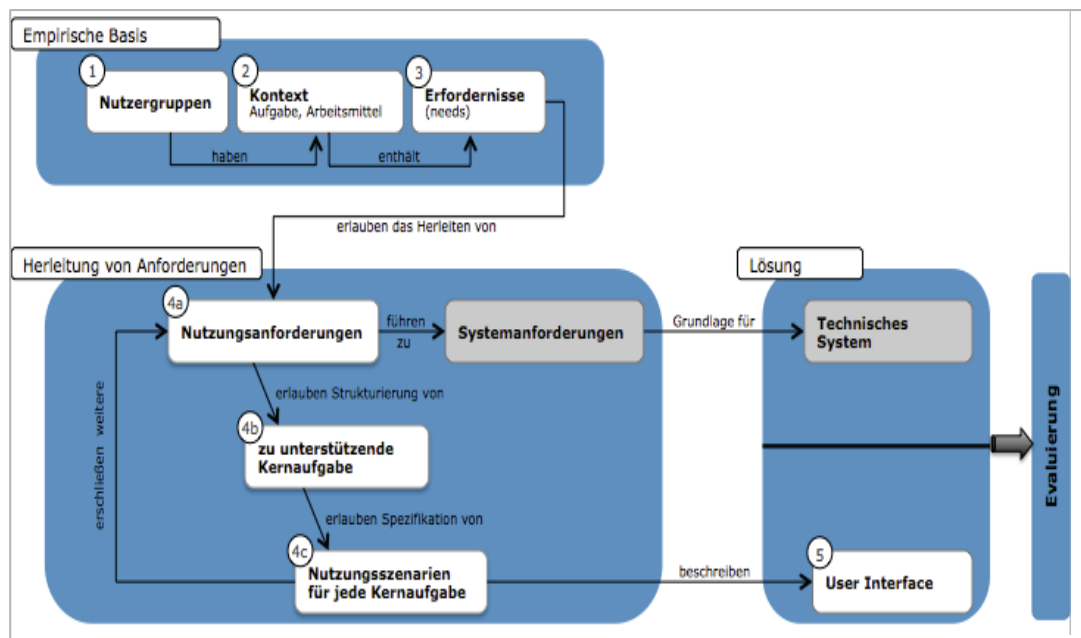 Empirische Basis
1
Nutzergruppen
2
Kontext
Aufgabe, Arbeitsmittel
3
Erfordernisse
(needs)
haben
enthält
erlauben das Herleiten von
Herleitung von Anforderungen
4a
Nutzungsanforderungen
führen
zu
Systemanforderungen
Grundlage für
Lösung
Technisches
System
erlauben Strukturierung von
4b
zu unterstützende
Kernaufgabe
erlauben Spezifikation von
4c
Nutzungsszenarien
für jede Kernaufgabe
erschließen weitere
beschreiben
5
User Interface
Evaluierung